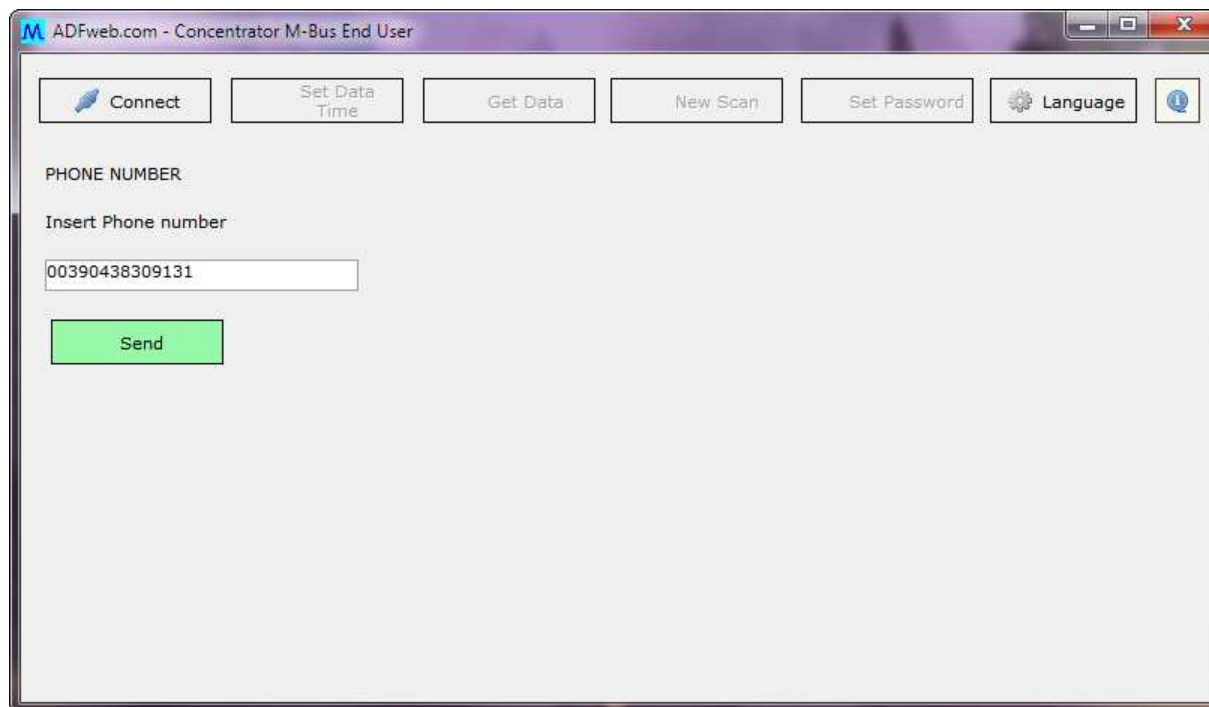 M ADFweb.com - Concentrator M-Bus End User
Connect
Set Data
Time
Get Data
New Scan
Set Password
Language
PHONE NUMBER
Insert Phone number
00390438309131
Send